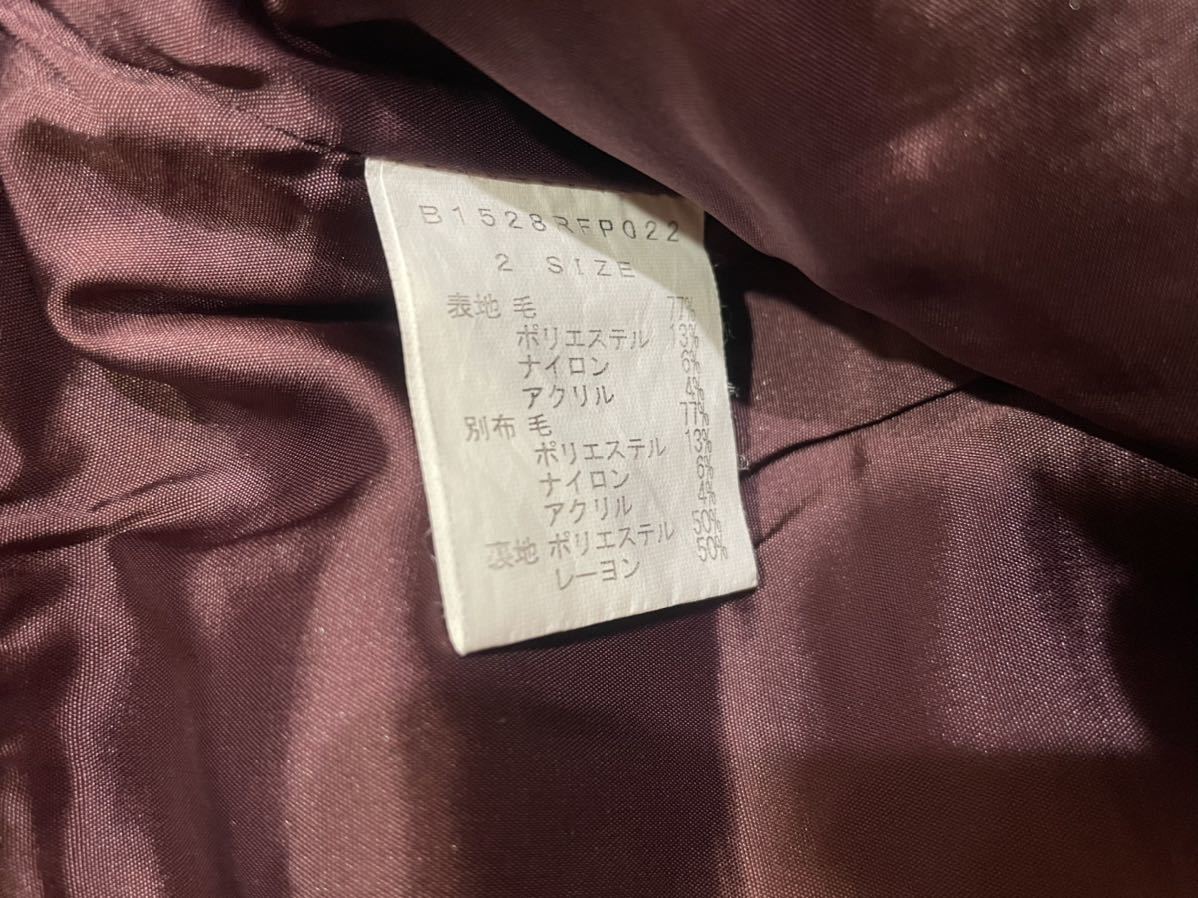 B1528RFP022
2 SIZE
表地 毛 77%
ポリエステル 13%
ナイロン 6%
アクリル 4%
別布 毛 77%
ポリエステル 13%
ナイロン 6%
アクリル 4%
裏地 ポリエステル 50%
レーヨン 50%